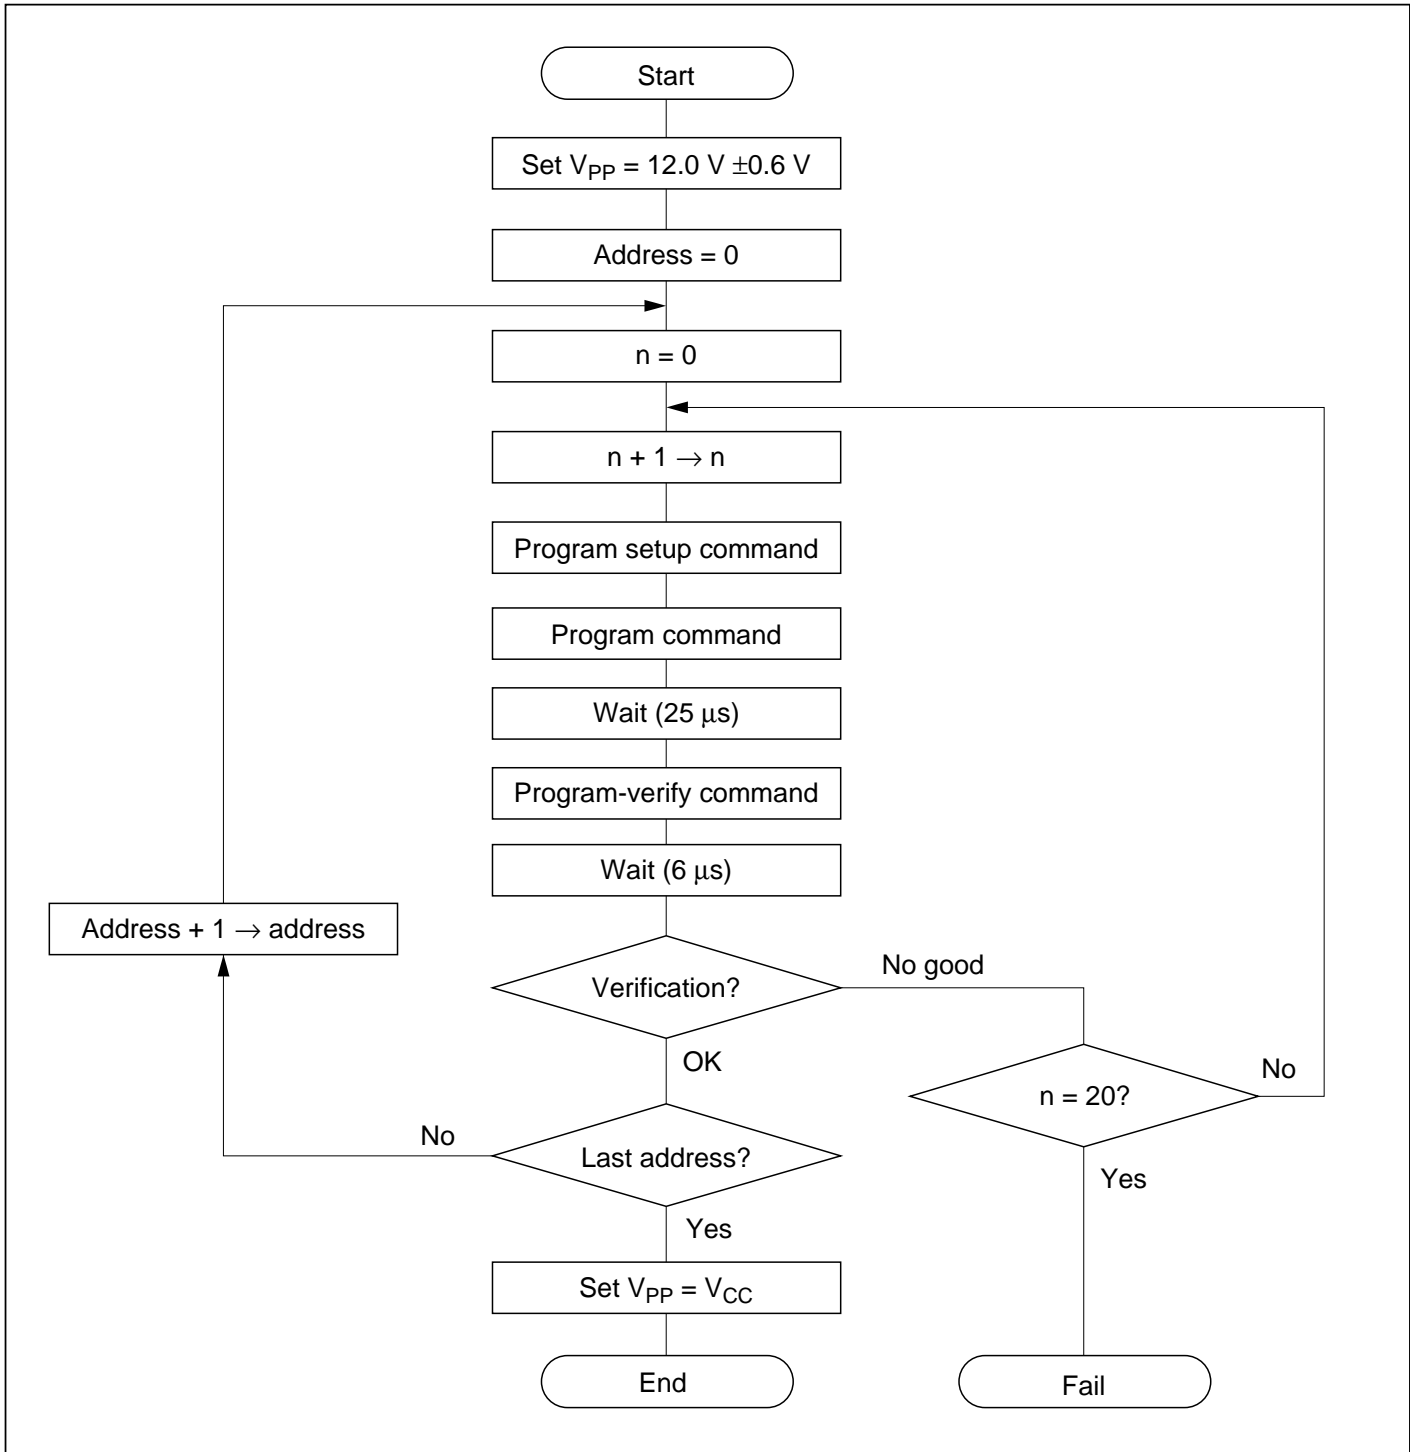 Start
Set VPP = 12.0 V ±0.6 V
Address = 0
n = 0
n + 1 → n
Program setup command
Program command
Wait (25 μs)
Program-verify command
Wait (6 μs)
Address + 1 → address
Verification?
No good
OK
n = 20?
No
No
Last address?
Yes
Yes
Set VPP = VCC
End
Fail